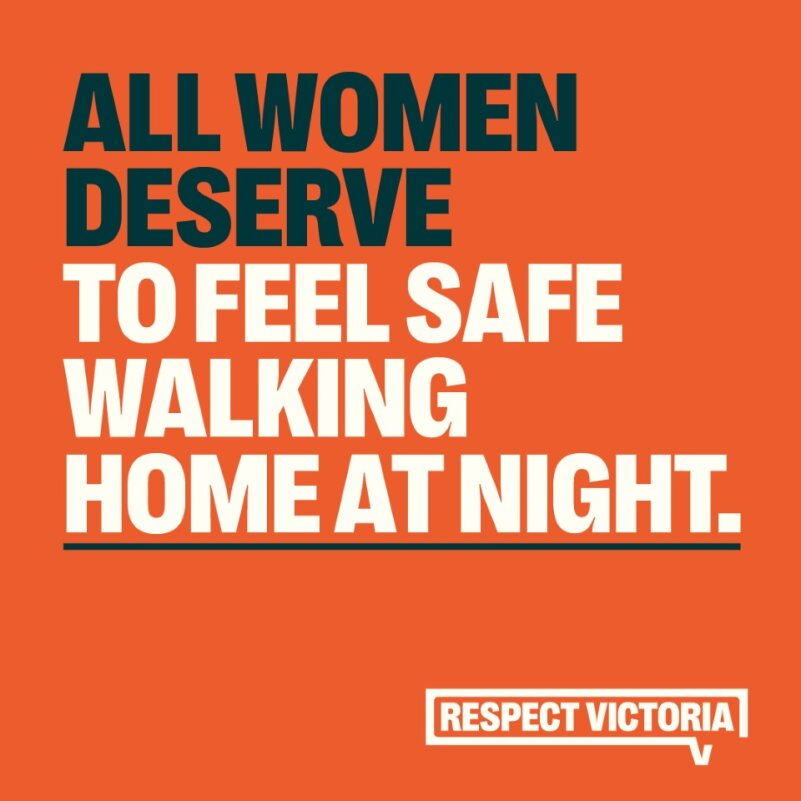 ALL WOMEN
DESERVE
TO FEEL SAFE
WALKING
HOME AT NIGHT.
RESPECT VICTORIA
V